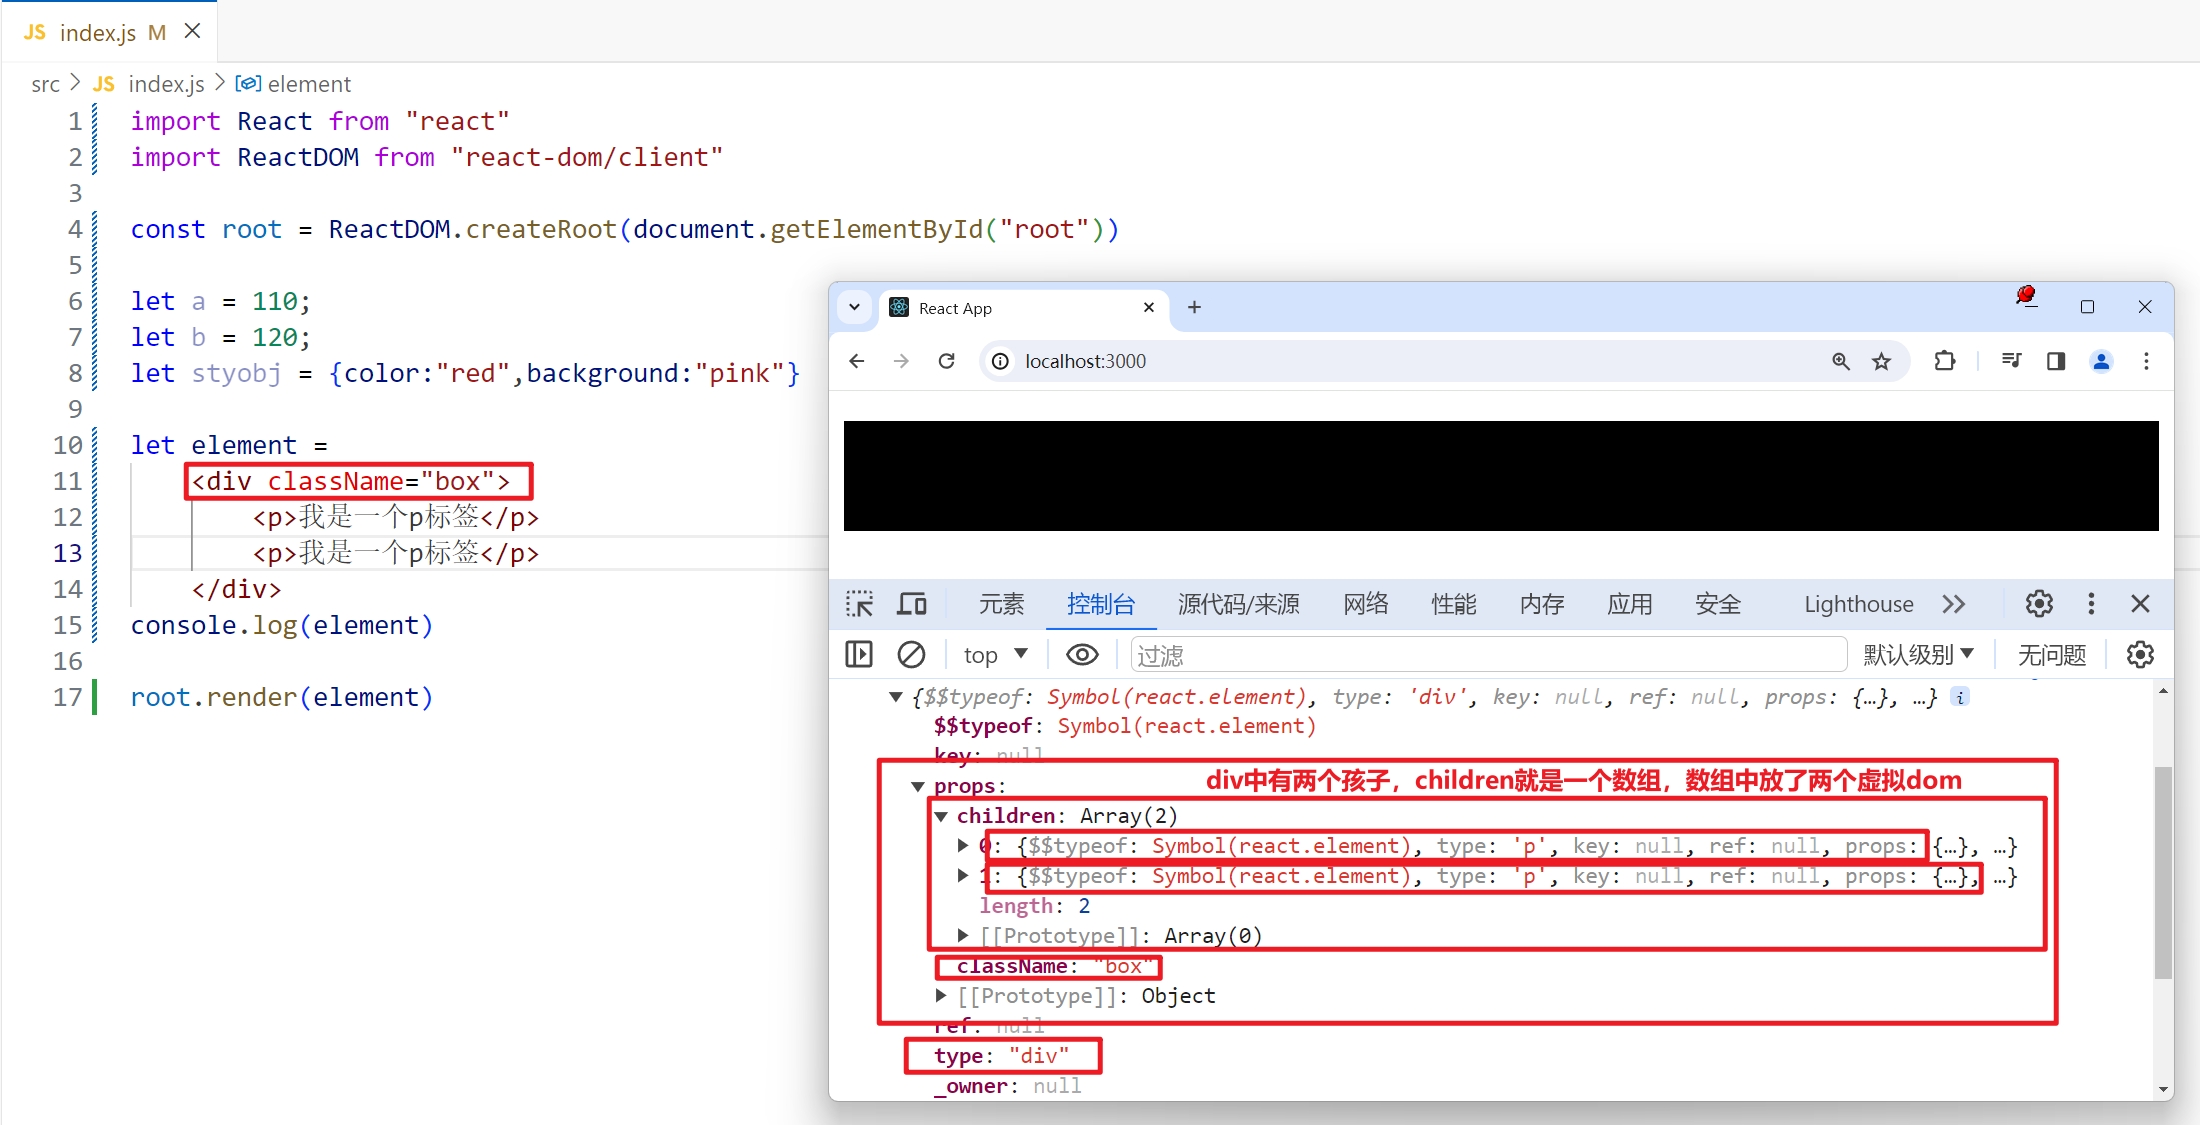 JS index.js M
src > JS index.js > element
1 import React from "react"
2 import ReactDOM from "react-dom/client"
3
4 const root = ReactDOM.createRoot(document.getElementById("root"))
5
6 let a = 110;
7 let b = 120;
8 let styobj = {color:"red",background:"pink"}
9
10 let element =
11 <div className="box">
12 <p>我是一个p标签</p>
13 <p>我是一个p标签</p>
14 </div>
15 console.log(element)
16
17 root.render(element)
React App
localhost:3000
元素 控制台 源代码/来源 网络 性能 内存 应用 安全 Lighthouse
top 过滤 默认级别 无问题
{$$typeof: Symbol(react.element), type: 'div', key: null, ref: null, props: {…}, …} i
$$typeof: Symbol(react.element)
key: null
props:
div中有两个孩子，children就是一个数组，数组中放了两个虚拟dom
children: Array(2)
0: {$$typeof: Symbol(react.element), type: 'p', key: null, ref: null, props: {…}, …}
1: {$$typeof: Symbol(react.element), type: 'p', key: null, ref: null, props: {…}, …}
length: 2
[[Prototype]]: Array(0)
className: "box"
[[Prototype]]: Object
ref: null
type: "div"
_owner: null